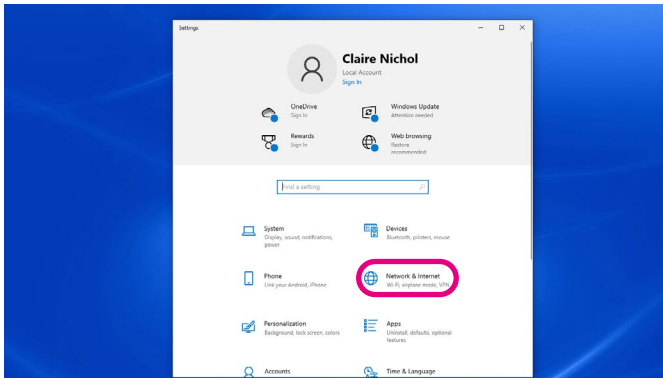 Settings
Claire Nichol
Local Account
Sign In
OneDrive
Sign In
Windows Update
Attention needed
Rewards
Sign In
Web browsing
Restore
recommended
Find a setting
System
Display, sound, notifications,
power
Devices
Bluetooth, printers, mouse
Phone
Link your Android, iPhone
Network & Internet
Wi-Fi, airplane mode, VPN
Personalization
Background, lock screen, colors
Apps
Uninstall, defaults, optional
features
Accounts
Time & Language